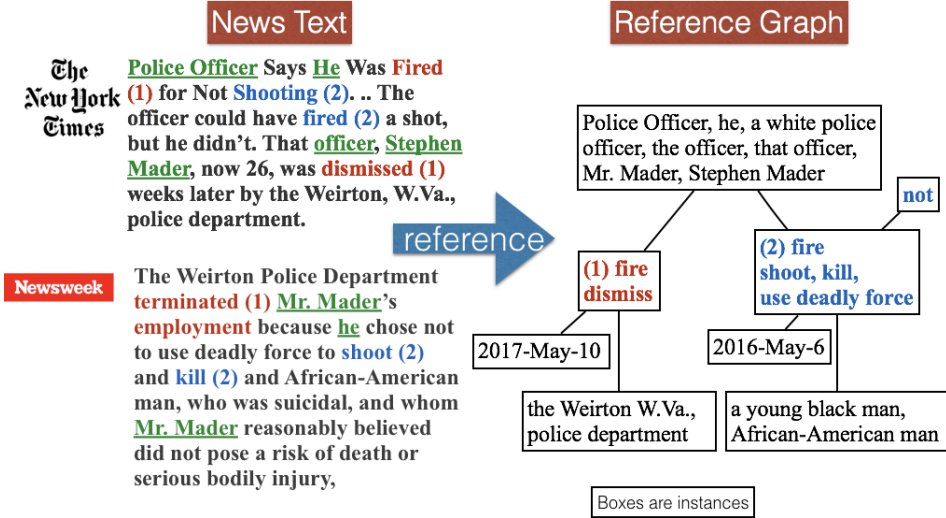 News Text
The
New York
Times
Police Officer Says He Was Fired
(1) for Not Shooting (2). .. The
officer could have fired (2) a shot,
but he didn't. That officer, Stephen
Mader, now 26, was dismissed (1)
weeks later by the Weirton, W.Va.,
police department.
Newsweek
The Weirton Police Department
terminated (1) Mr. Mader's
employment because he chose not
to use deadly force to shoot (2)
and kill (2) and African-American
man, who was suicidal, and whom
Mr. Mader reasonably believed
did not pose a risk of death or
serious bodily injury,
reference
Reference Graph
Police Officer, he, a white police
officer, the officer, that officer,
Mr. Mader, Stephen Mader
not
(1) fire
dismiss
(2) fire
shoot, kill,
use deadly force
2017-May-10
2016-May-6
the Weirton W.Va.,
police department
a young black man,
African-American man
Boxes are instances